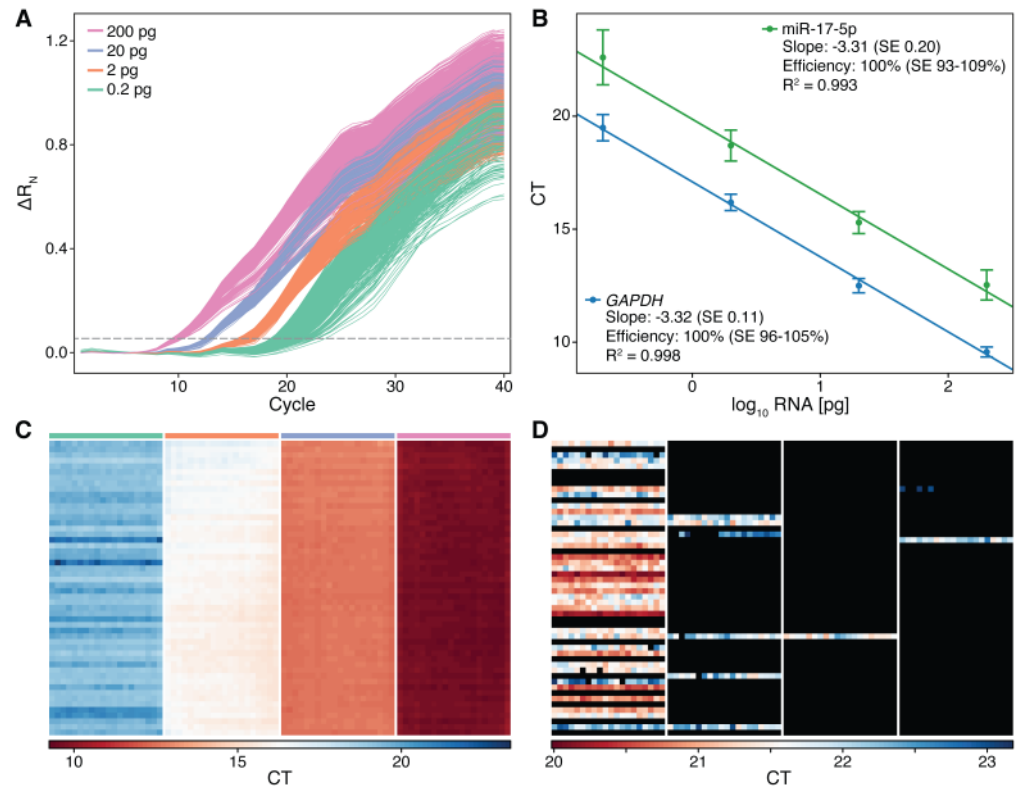 A
200 pg
20 pg
2 pg
0.2 pg
1.2
0.8
0.4
0.0
ΔRN
10
20
30
40
Cycle
B
miR-17-5p
Slope: -3.31 (SE 0.20)
Efficiency: 100% (SE 93-109%)
R² = 0.993
20
15
10
CT
GAPDH
Slope: -3.32 (SE 0.11)
Efficiency: 100% (SE 96-105%)
R² = 0.998
0
1
2
log₁₀ RNA [pg]
C
10
15
20
CT
D
20
21
22
23
CT